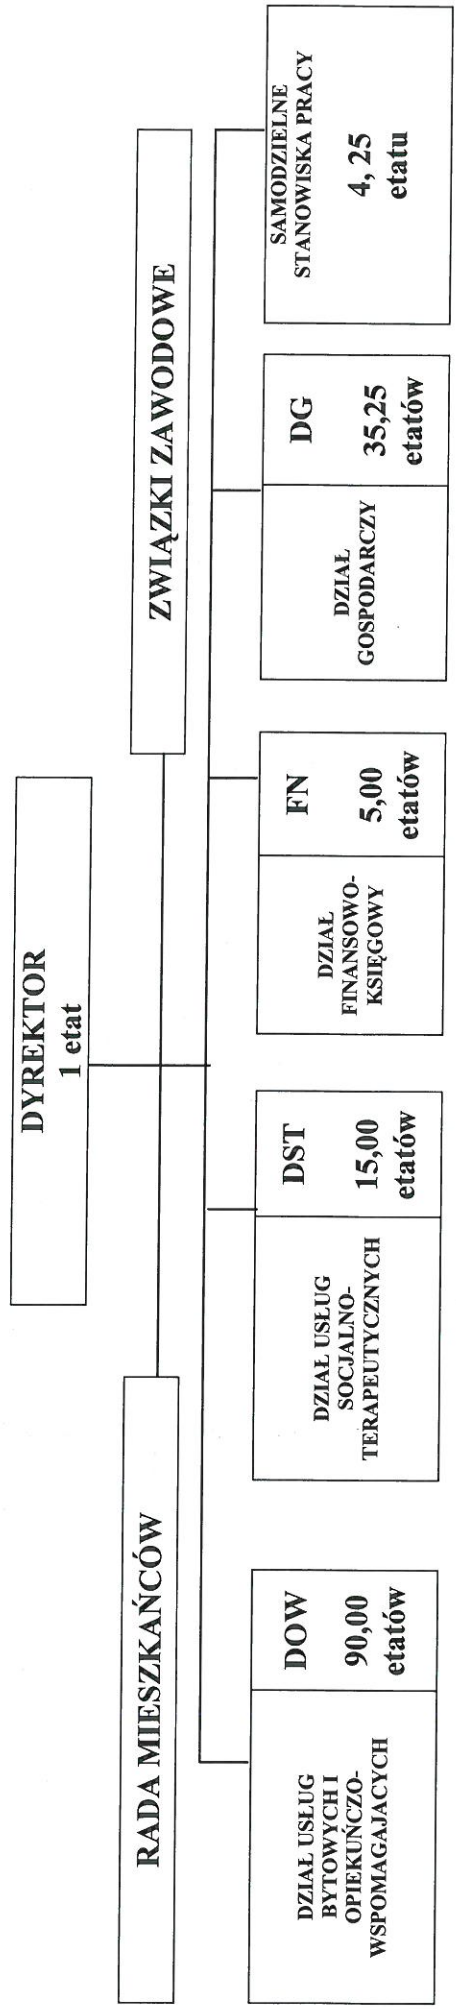 DYREKTOR
1 etat
RADA MIESZKAŃCÓW
ZWIĄZKI ZAWODOWE
DZIAŁ USŁUG
BYTOWYCH I
OPIEKUŃCZO-
WSPOMAGAJACYCH
DOW
90,00
etatów
DZIAŁ USŁUG
SOCJALNO-
TERAPEUTYCZNYCH
DST
15,00
etatów
DZIAŁ
FINANSOWO-
KSIĘGOWY
FN
5,00
etatów
DZIAŁ
GOSPODARCZY
DG
35,25
etatów
SAMODZIELNE
STANOWISKA PRACY
4, 25
etatu